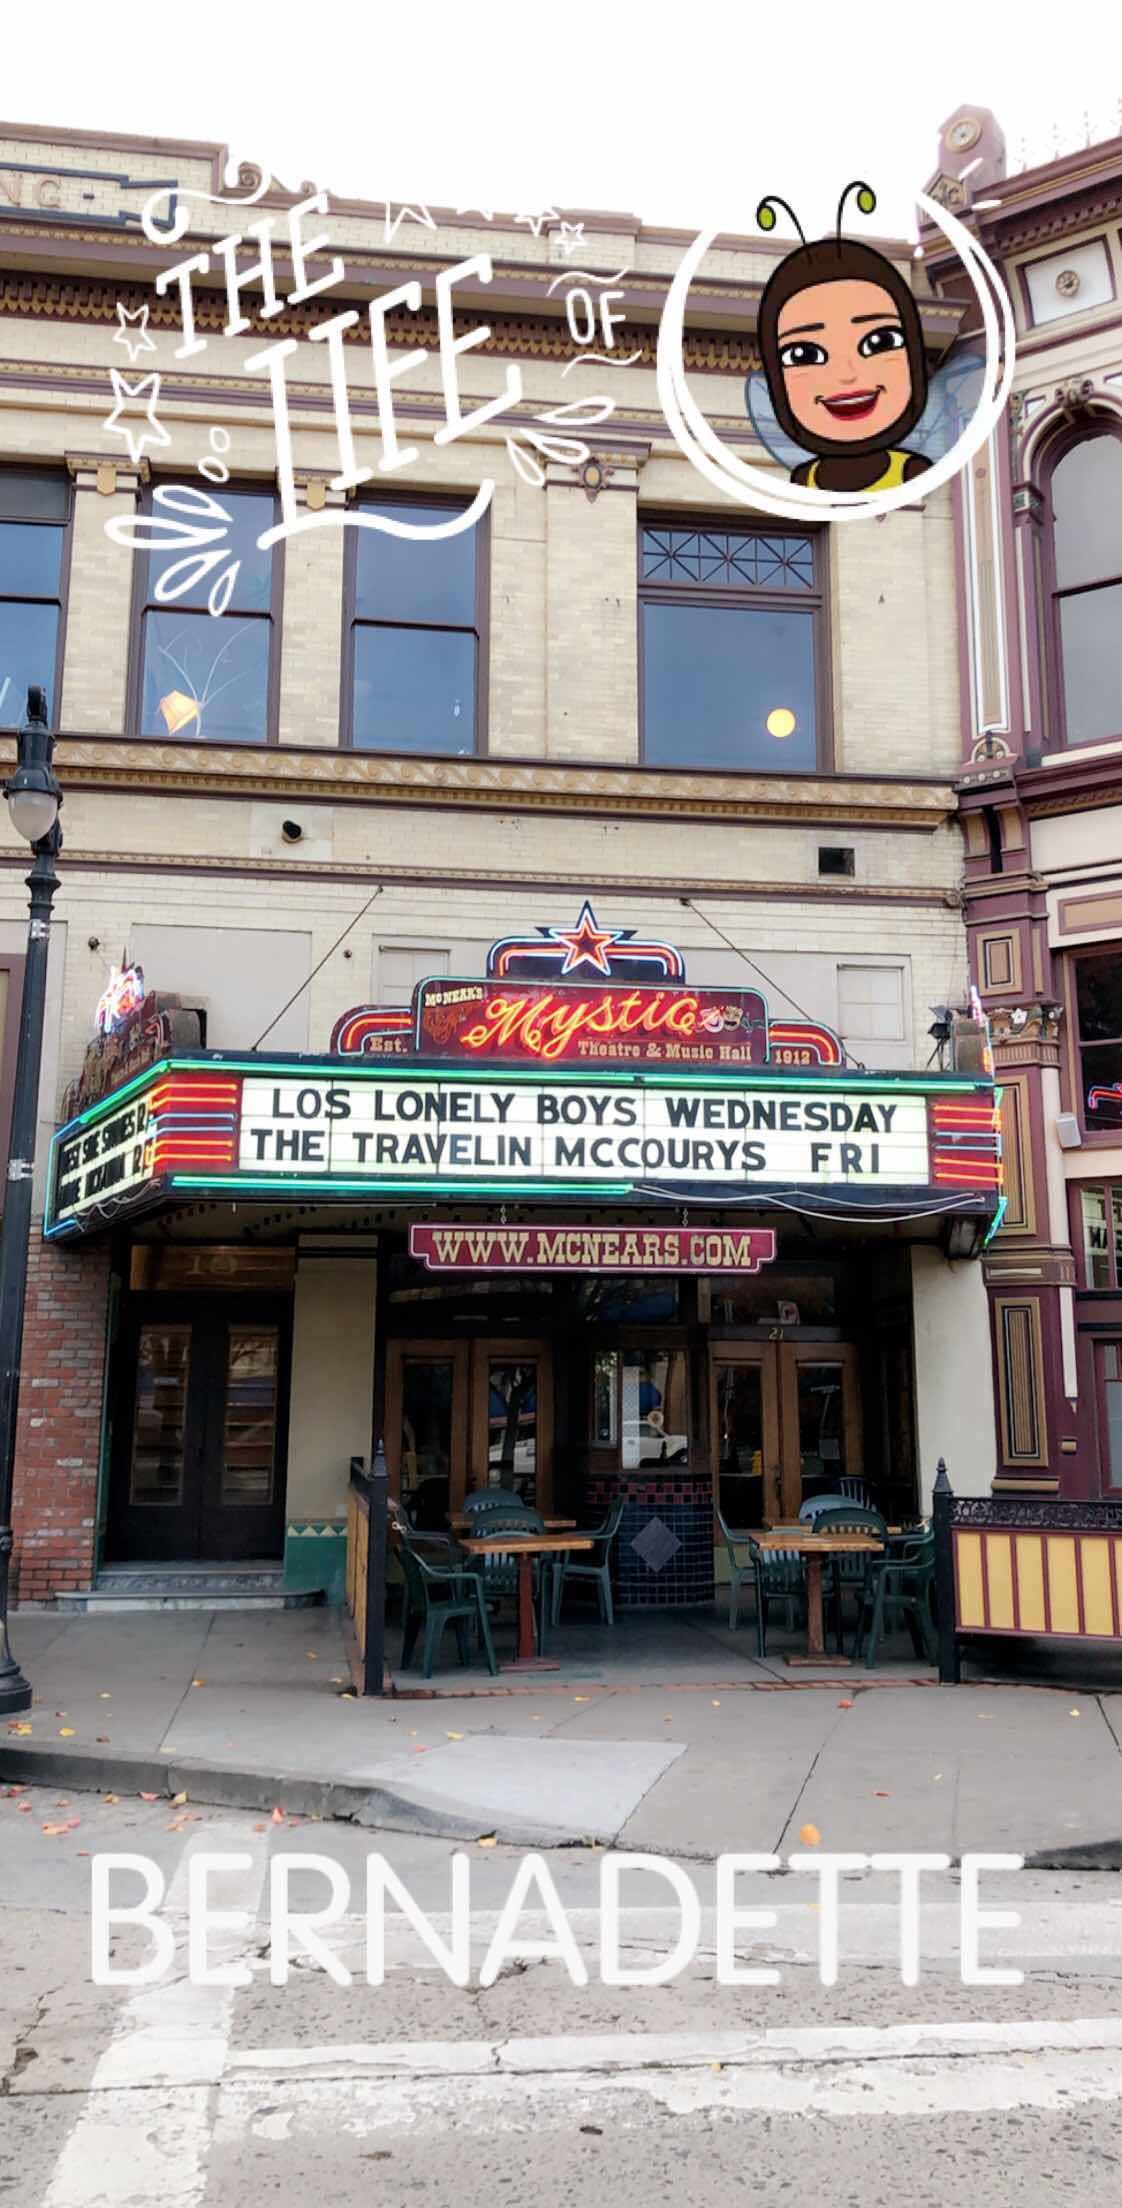 THE
LIFE
OF
McNEAR'S
Mystic
Est.
Theatre & Music Hall
1912
LOS LONELY BOYS WEDNESDAY
THE TRAVELIN MCCOURYS FRI
WWW.MCNEARS.COM
21
BERNADETTE